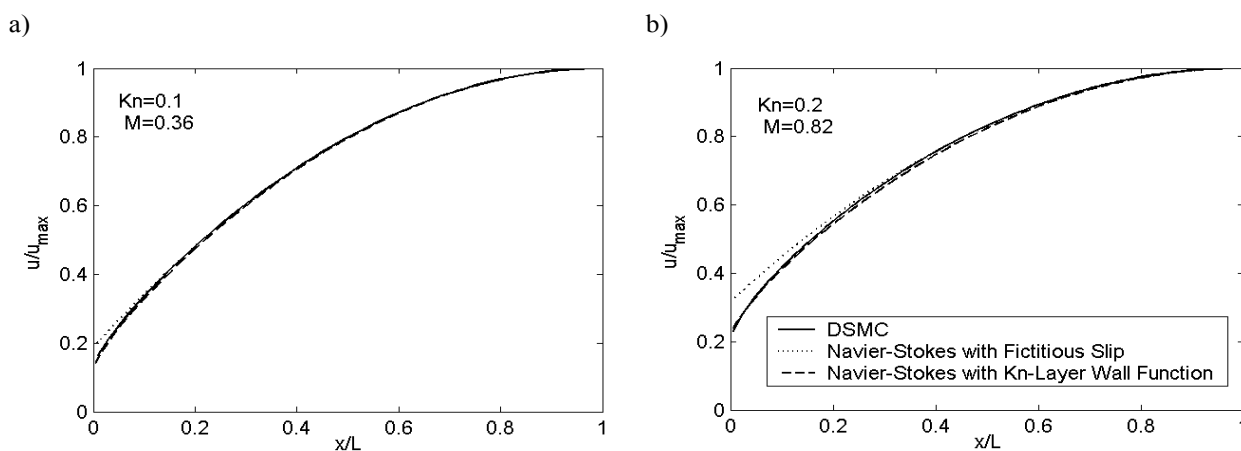 a)
Kn=0.1
M=0.36
1
0.8
0.6
0.4
0.2
0
0
0.2
0.4
0.6
0.8
1
x/L
u/u_max
b)
Kn=0.2
M=0.82
1
0.8
0.6
0.4
0.2
0
DSMC
Navier-Stokes with Fictitious Slip
Navier-Stokes with Kn-Layer Wall Function
0
0.2
0.4
0.6
0.8
1
x/L
u/u_max